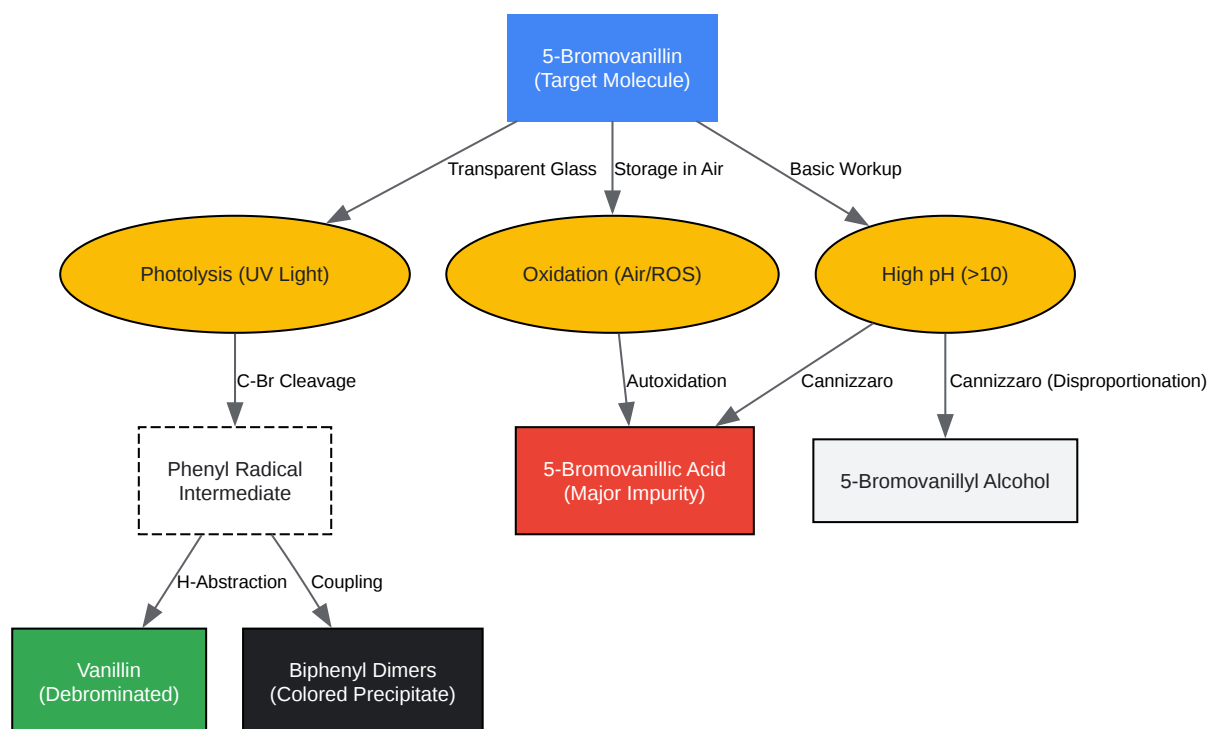 5-Bromovanillin
(Target Molecule)
Transparent Glass
Storage in Air
Basic Workup
Photolysis (UV Light)
Oxidation (Air/ROS)
High pH (>10)
C-Br Cleavage
Autoxidation
Cannizzaro
Cannizzaro (Disproportionation)
Phenyl Radical
Intermediate
5-Bromovanillic Acid
(Major Impurity)
5-Bromovanillyl Alcohol
H-Abstraction
Coupling
Vanillin
(Debrominated)
Biphenyl Dimers
(Colored Precipitate)